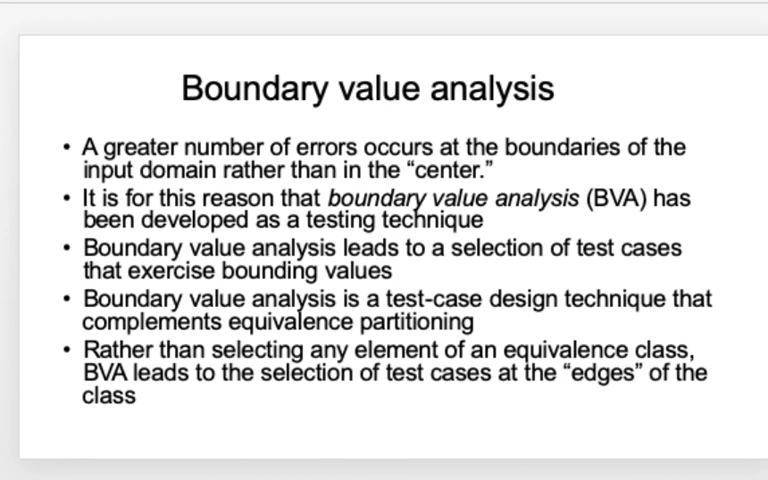 Boundary value analysis
• A greater number of errors occurs at the boundaries of the
input domain rather than in the “center.”
• It is for this reason that boundary value analysis (BVA) has
been developed as a testing technique
• Boundary value analysis leads to a selection of test cases
that exercise bounding values
• Boundary value analysis is a test-case design technique that
complements equivalence partitioning
• Rather than selecting any element of an equivalence class,
BVA leads to the selection of test cases at the “edges” of the
class